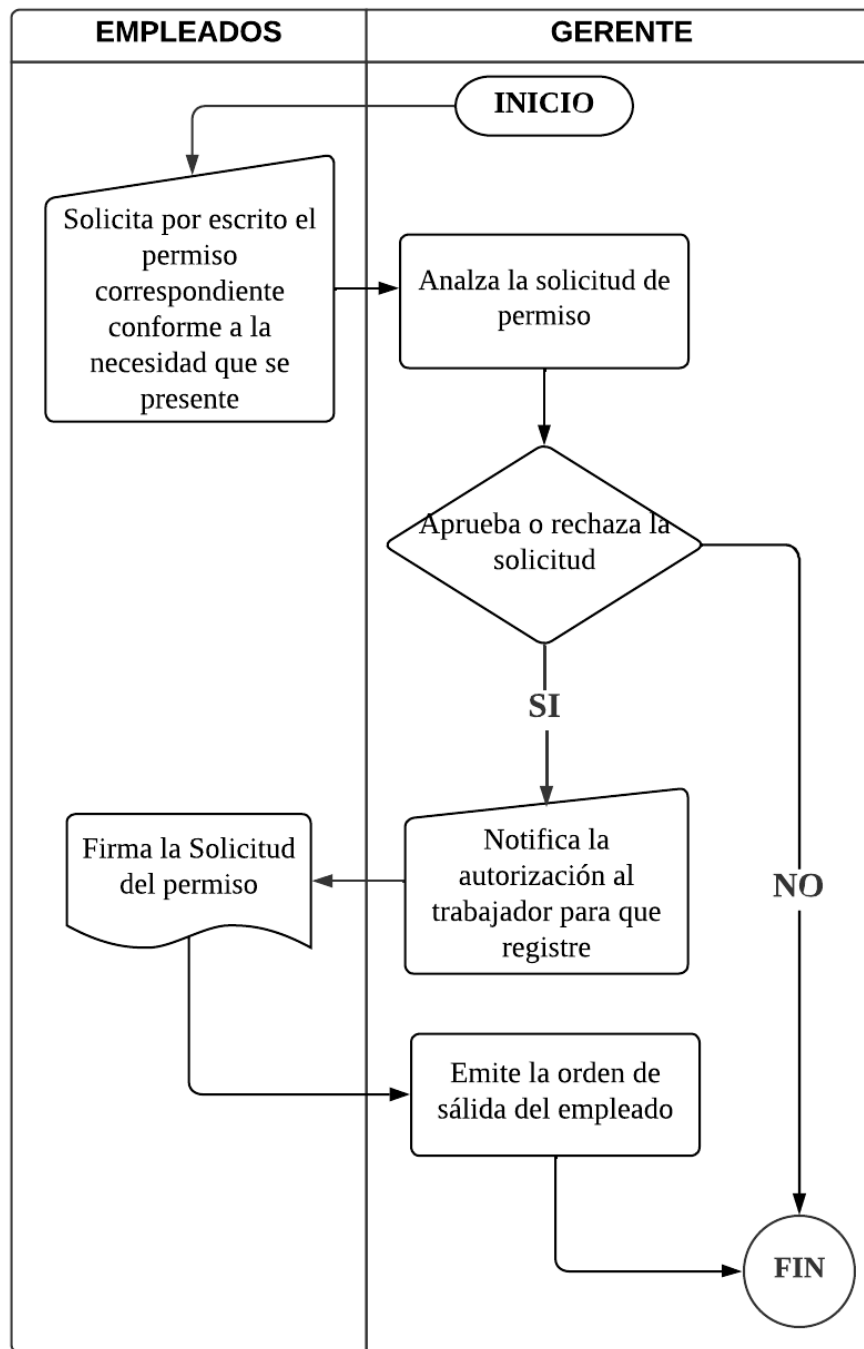 EMPLEADOS
GERENTE
INICIO
Solicita por escrito el
permiso
correspondiente
conforme a la
necesidad que se
presente
Analza la solicitud de
permiso
Aprueba o rechaza la
solicitud
SI
NO
Notifica la
autorización al
trabajador para que
registre
Firma la Solicitud
del permiso
Emite la orden de
sálida del empleado
FIN